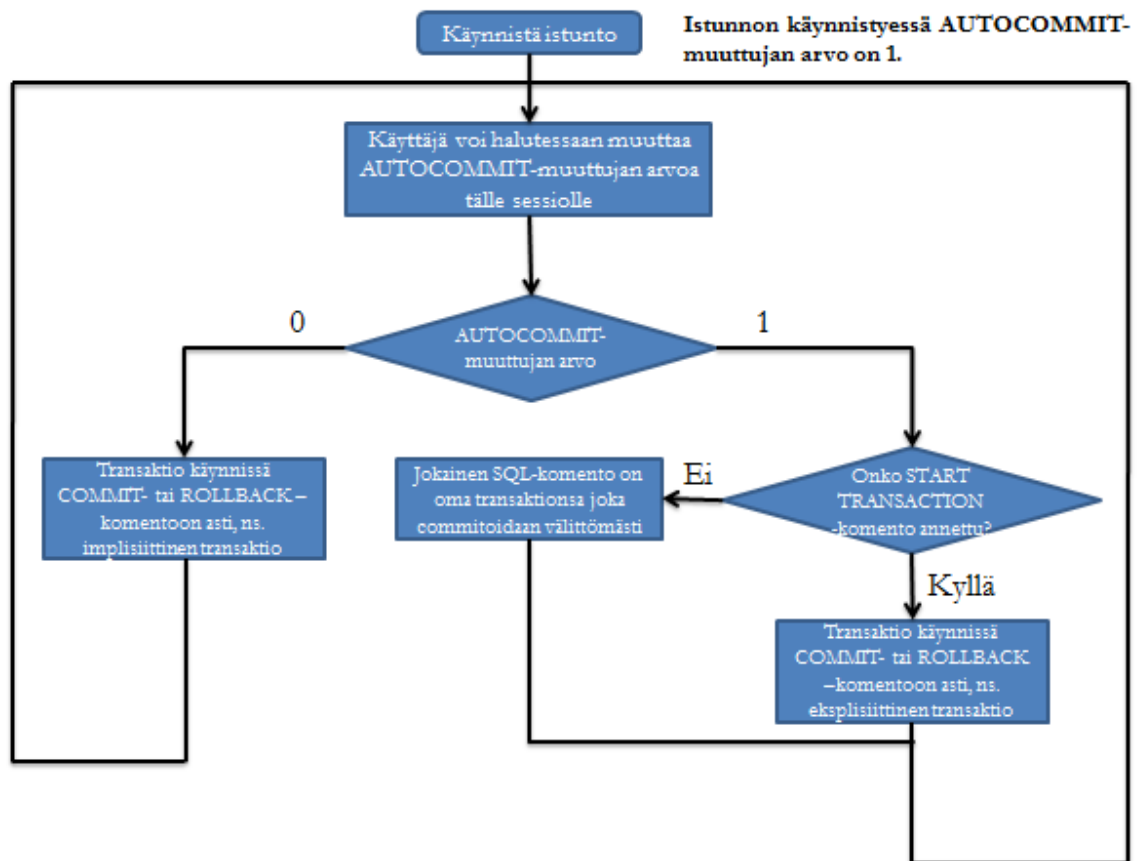 Käynnistä istunto
Istunnon käynnistyessä AUTOCOMMIT-
muuttujan arvo on 1.
Käyttäjä voi halutessaan muuttaa
AUTOCOMMIT-muuttujan arvoa
tälle sessiolle
0
1
AUTOCOMMIT-
muuttujan arvo
Transaktio käynnissä
COMMIT- tai ROLLBACK –
komentoon asti, ns.
implisiittinen transaktio
Jokainen SQL-komento on
oma transaktionsa joka
commitoidaan välittömästi
Ei
Onko START
TRANSACTION
-komento annettu?
Kyllä
Transaktio käynnissä
COMMIT- tai ROLLBACK
–komentoon asti, ns.
eksplisiittinen transaktio